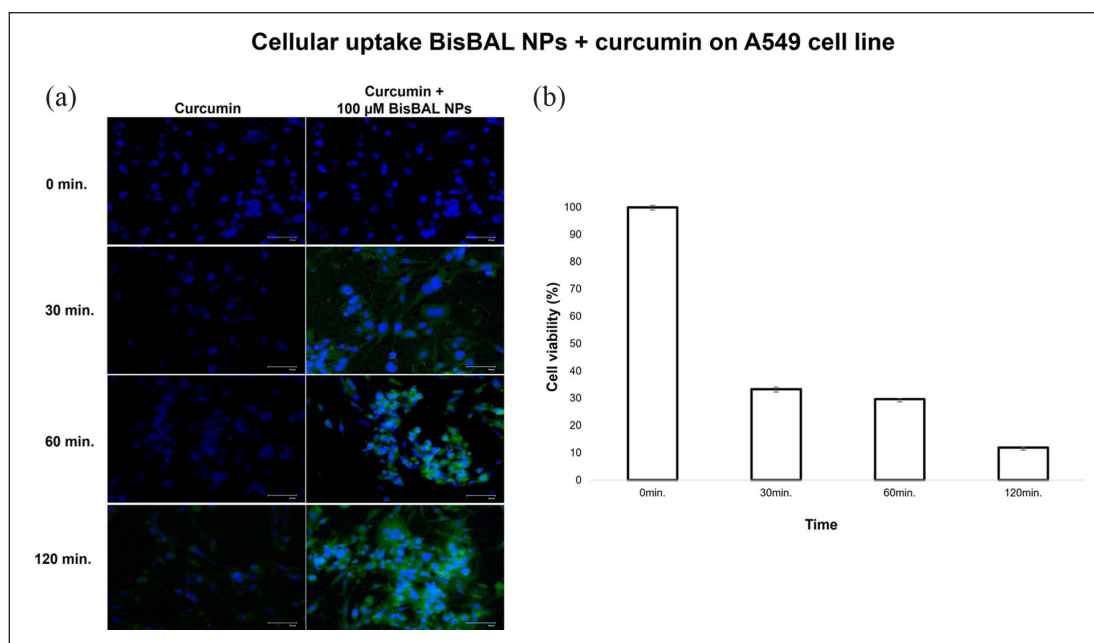 Cellular uptake BisBAL NPs + curcumin on A549 cell line
(a)
Curcumin
Curcumin +
100 µM BisBAL NPs
0 min.
30 min.
60 min.
120 min.
(b)
Cell viability (%)
100
90
80
70
60
50
40
30
20
10
0
0min.
30min.
60min.
120min.
Time